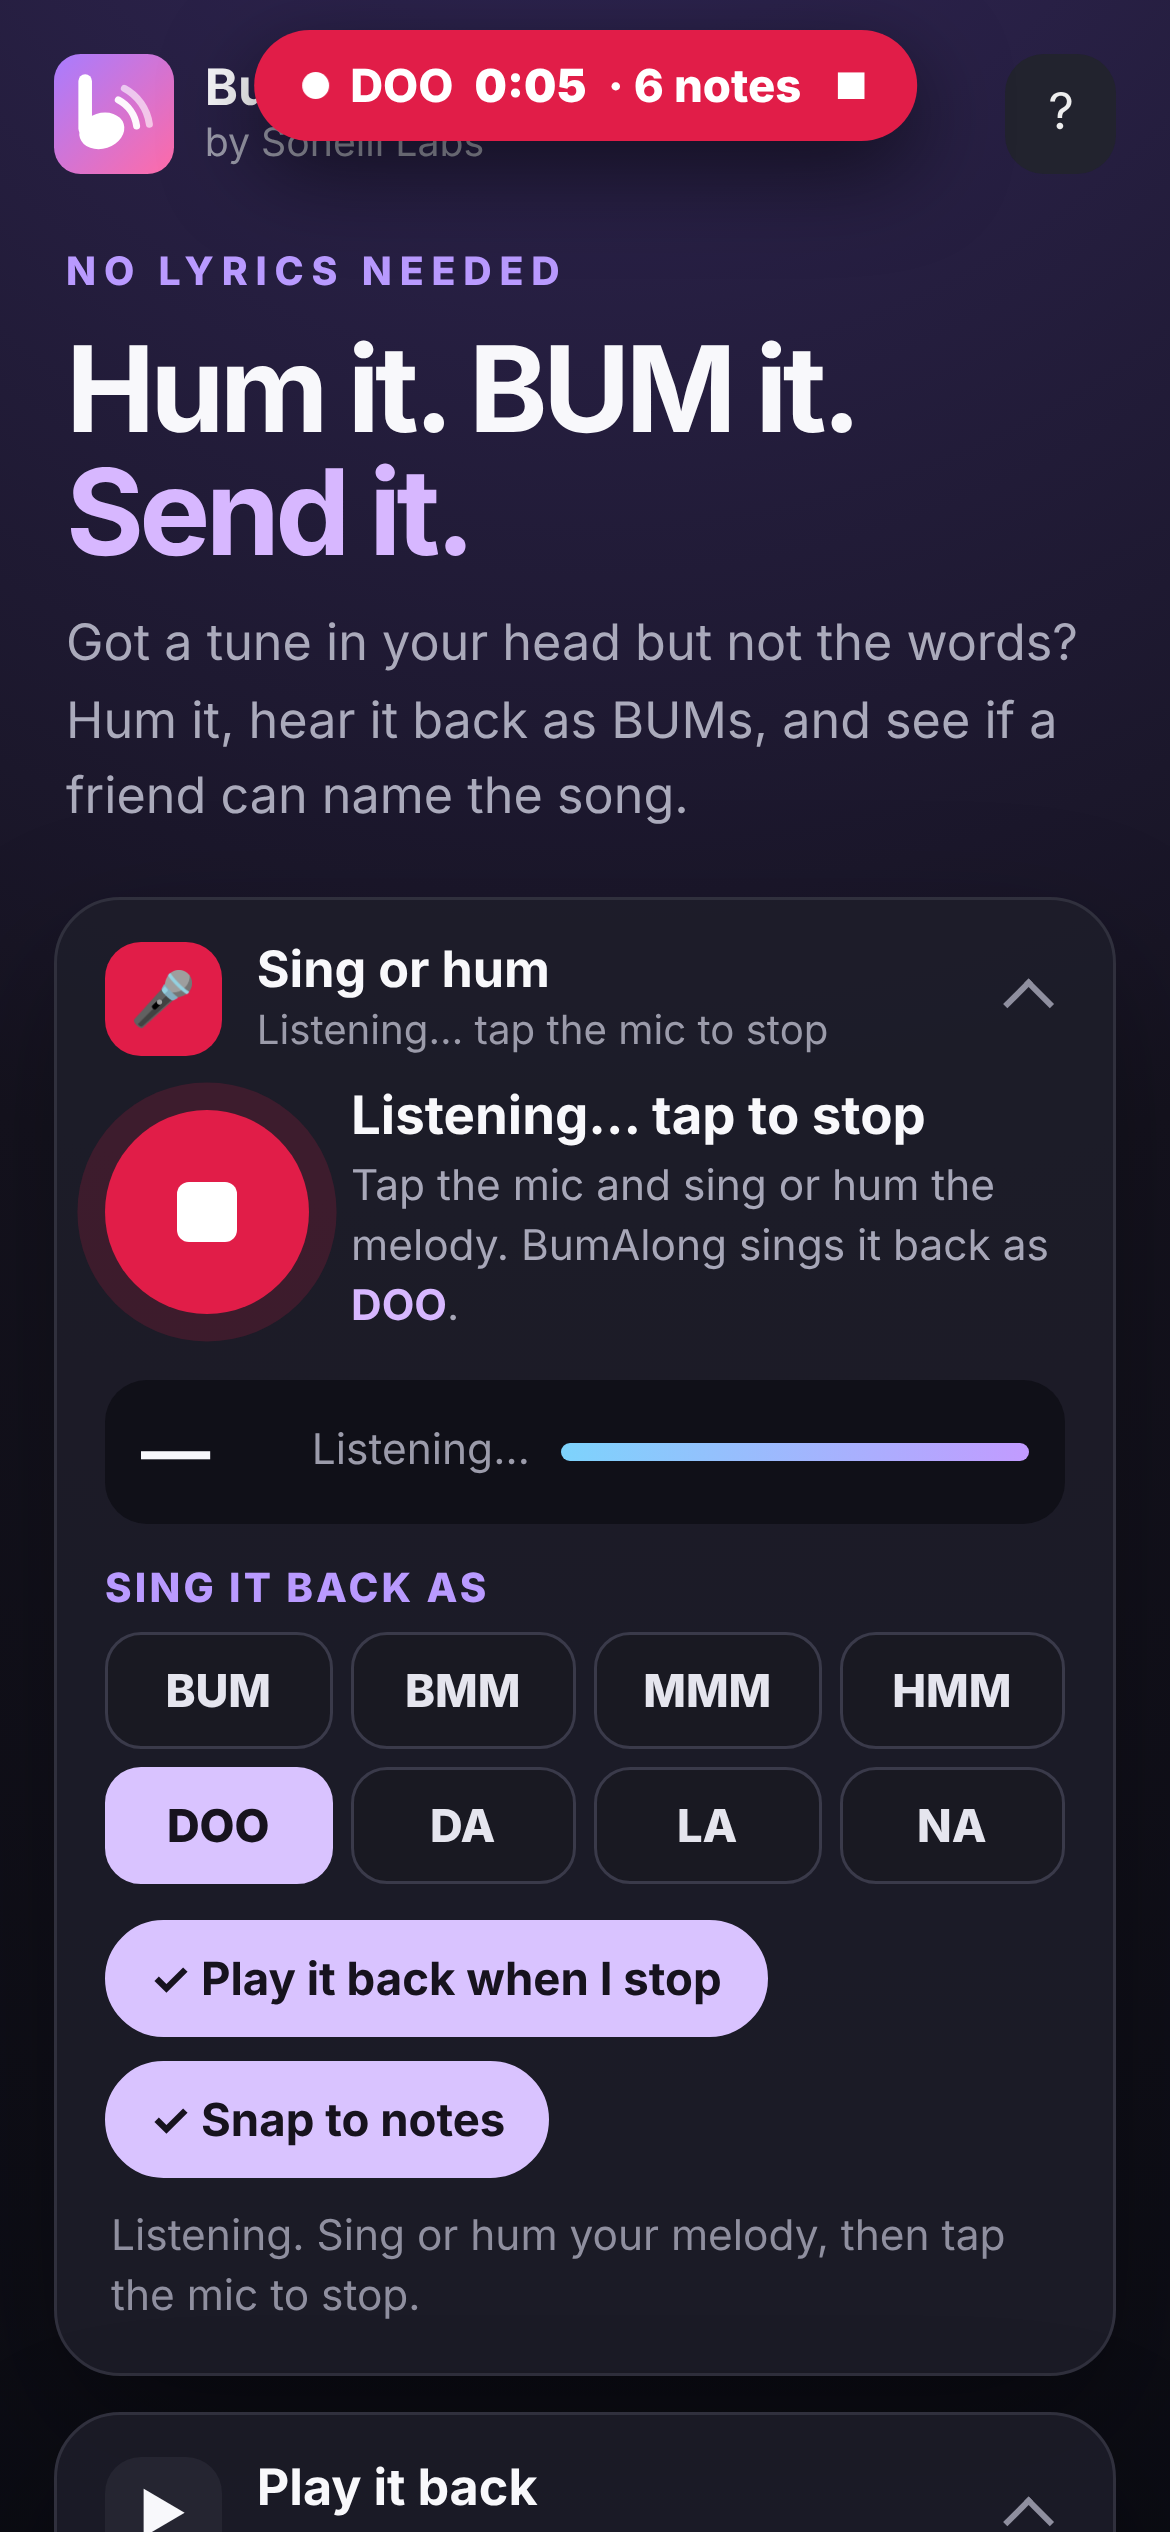 DOO 0:05 · 6 notes
by Sonelli Labs
?
NO LYRICS NEEDED
Hum it. BUM it.
Send it.
Got a tune in your head but not the words?
Hum it, hear it back as BUMs, and see if a
friend can name the song.
Sing or hum
Listening... tap the mic to stop
Listening... tap to stop
Tap the mic and sing or hum the
melody. BumAlong sings it back as
DOO.
—
Listening...
SING IT BACK AS
BUM BMM MMM HMM
DOO DA LA NA
✓ Play it back when I stop
✓ Snap to notes
Listening. Sing or hum your melody, then tap
the mic to stop.
Play it back